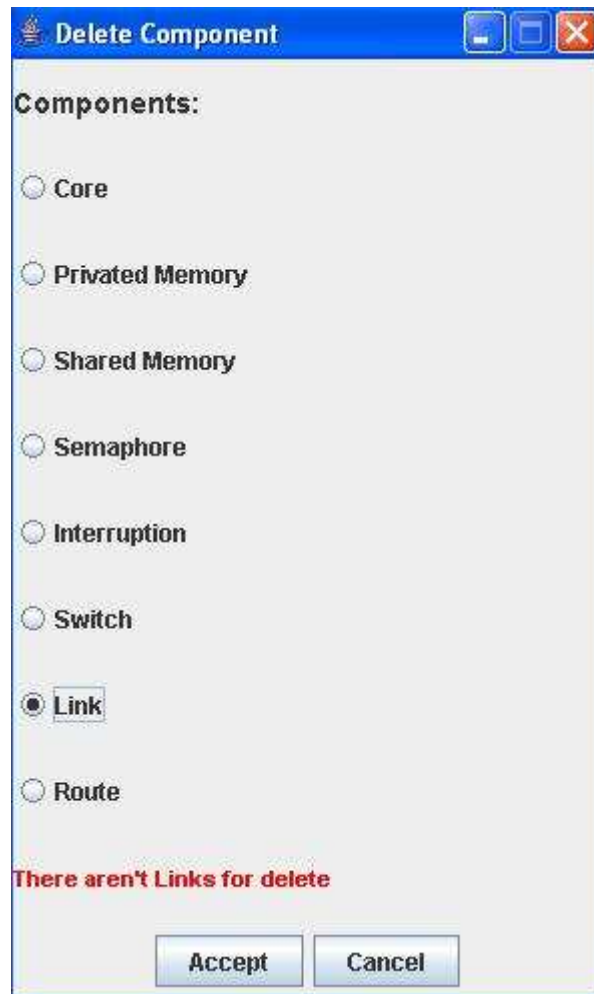 Delete Component
Components:
Core
Privated Memory
Shared Memory
Semaphore
Interruption
Switch
Link
Route
There aren't Links for delete
Accept Cancel